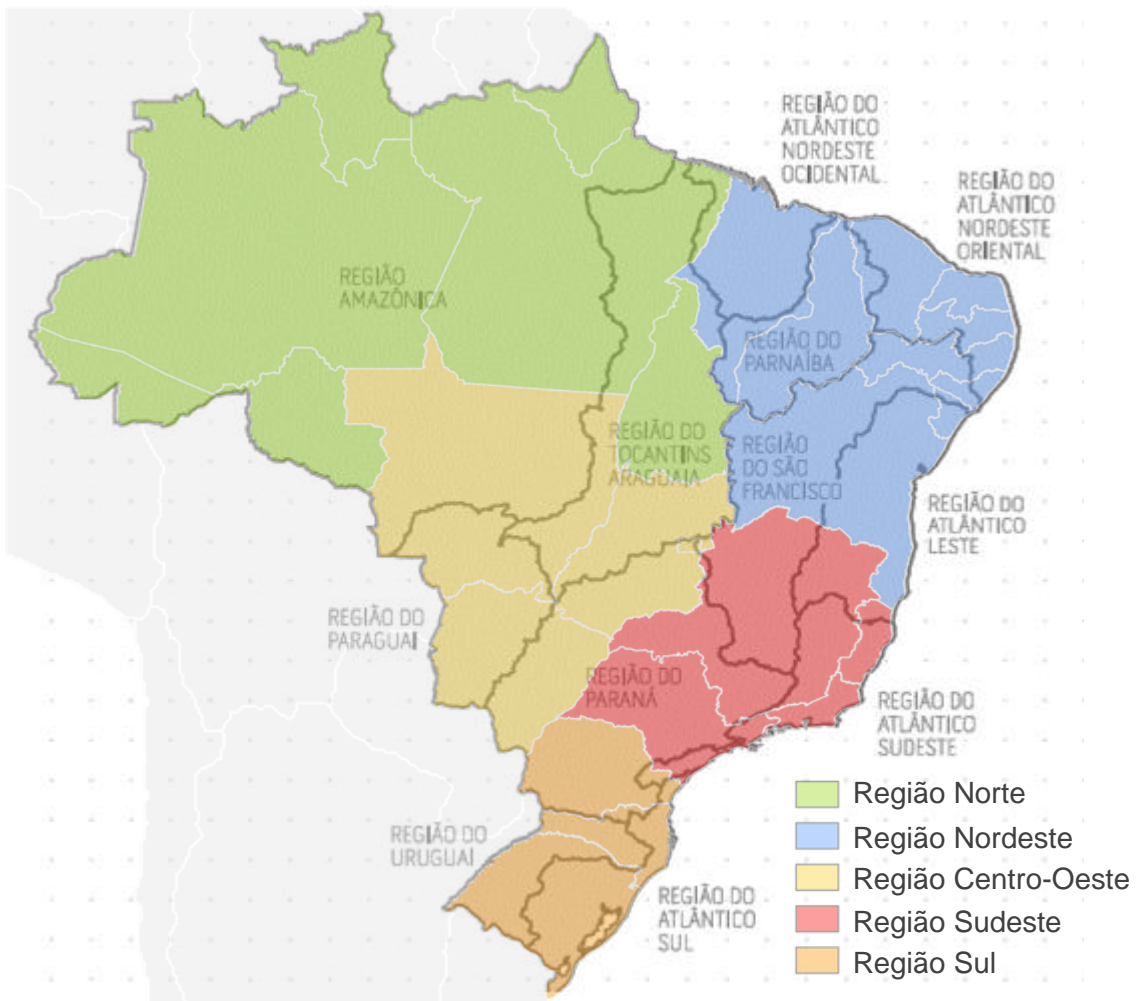 REGIÃO DO
ATLÂNTICO
NORDESTE
OCIDENTAL
REGIÃO DO
ATLÂNTICO
NORDESTE
ORIENTAL
REGIÃO
AMAZÔNICA
REGIÃO DO
PARNAÍBA
REGIÃO DO
TOCANTINS
ARAGUAIA
REGIÃO
DO SÃO
FRANCISCO
REGIÃO DO
ATLÂNTICO
LESTE
REGIÃO DO
PARAGUAI
REGIÃO DO
PARANÁ
REGIÃO DO
ATLÂNTICO
SUDESTE
REGIÃO DO
URUGUAI
REGIÃO DO
ATLÂNTICO
SUL
Região Norte
Região Nordeste
Região Centro-Oeste
Região Sudeste
Região Sul